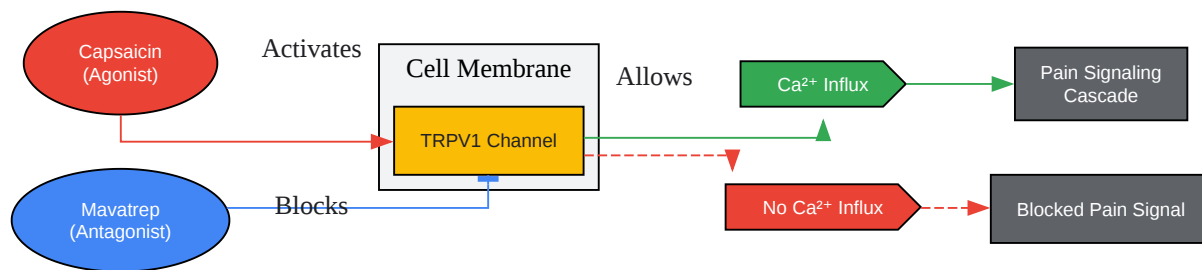 Capsaicin
(Agonist)
Activates
Cell Membrane
TRPV1 Channel
Allows
Ca²⁺ Influx
Pain Signaling
Cascade
Mavatrep
(Antagonist)
Blocks
No Ca²⁺ Influx
Blocked Pain Signal